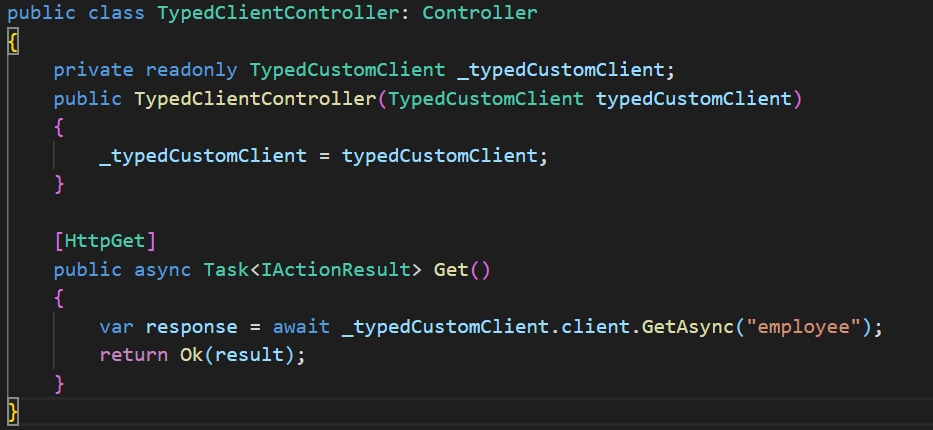 public class TypedClientController: Controller
{
    private readonly TypedCustomClient _typedCustomClient;
    public TypedClientController(TypedCustomClient typedCustomClient)
    {
        _typedCustomClient = typedCustomClient;
    }
    [HttpGet]
    public async Task<IActionResult> Get()
    {
        var response = await _typedCustomClient.client.GetAsync("employee");
        return Ok(result);
    }
}